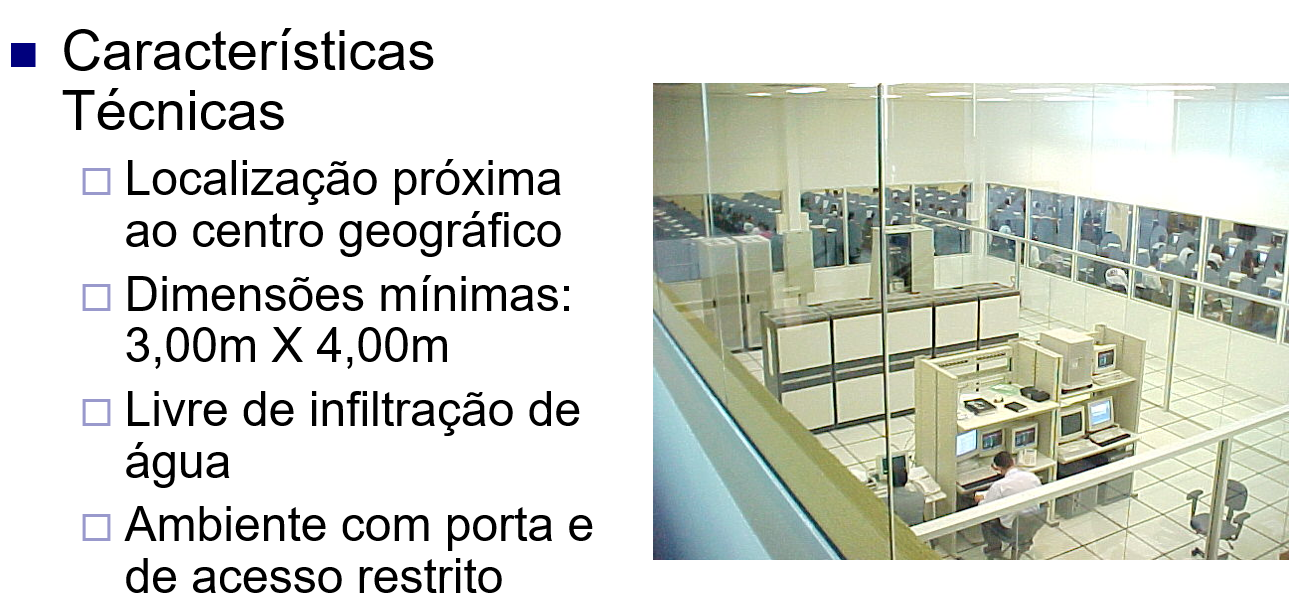 Características
Técnicas
Localização próxima
ao centro geográfico
Dimensões mínimas:
3,00m X 4,00m
Livre de infiltração de
água
Ambiente com porta e
de acesso restrito